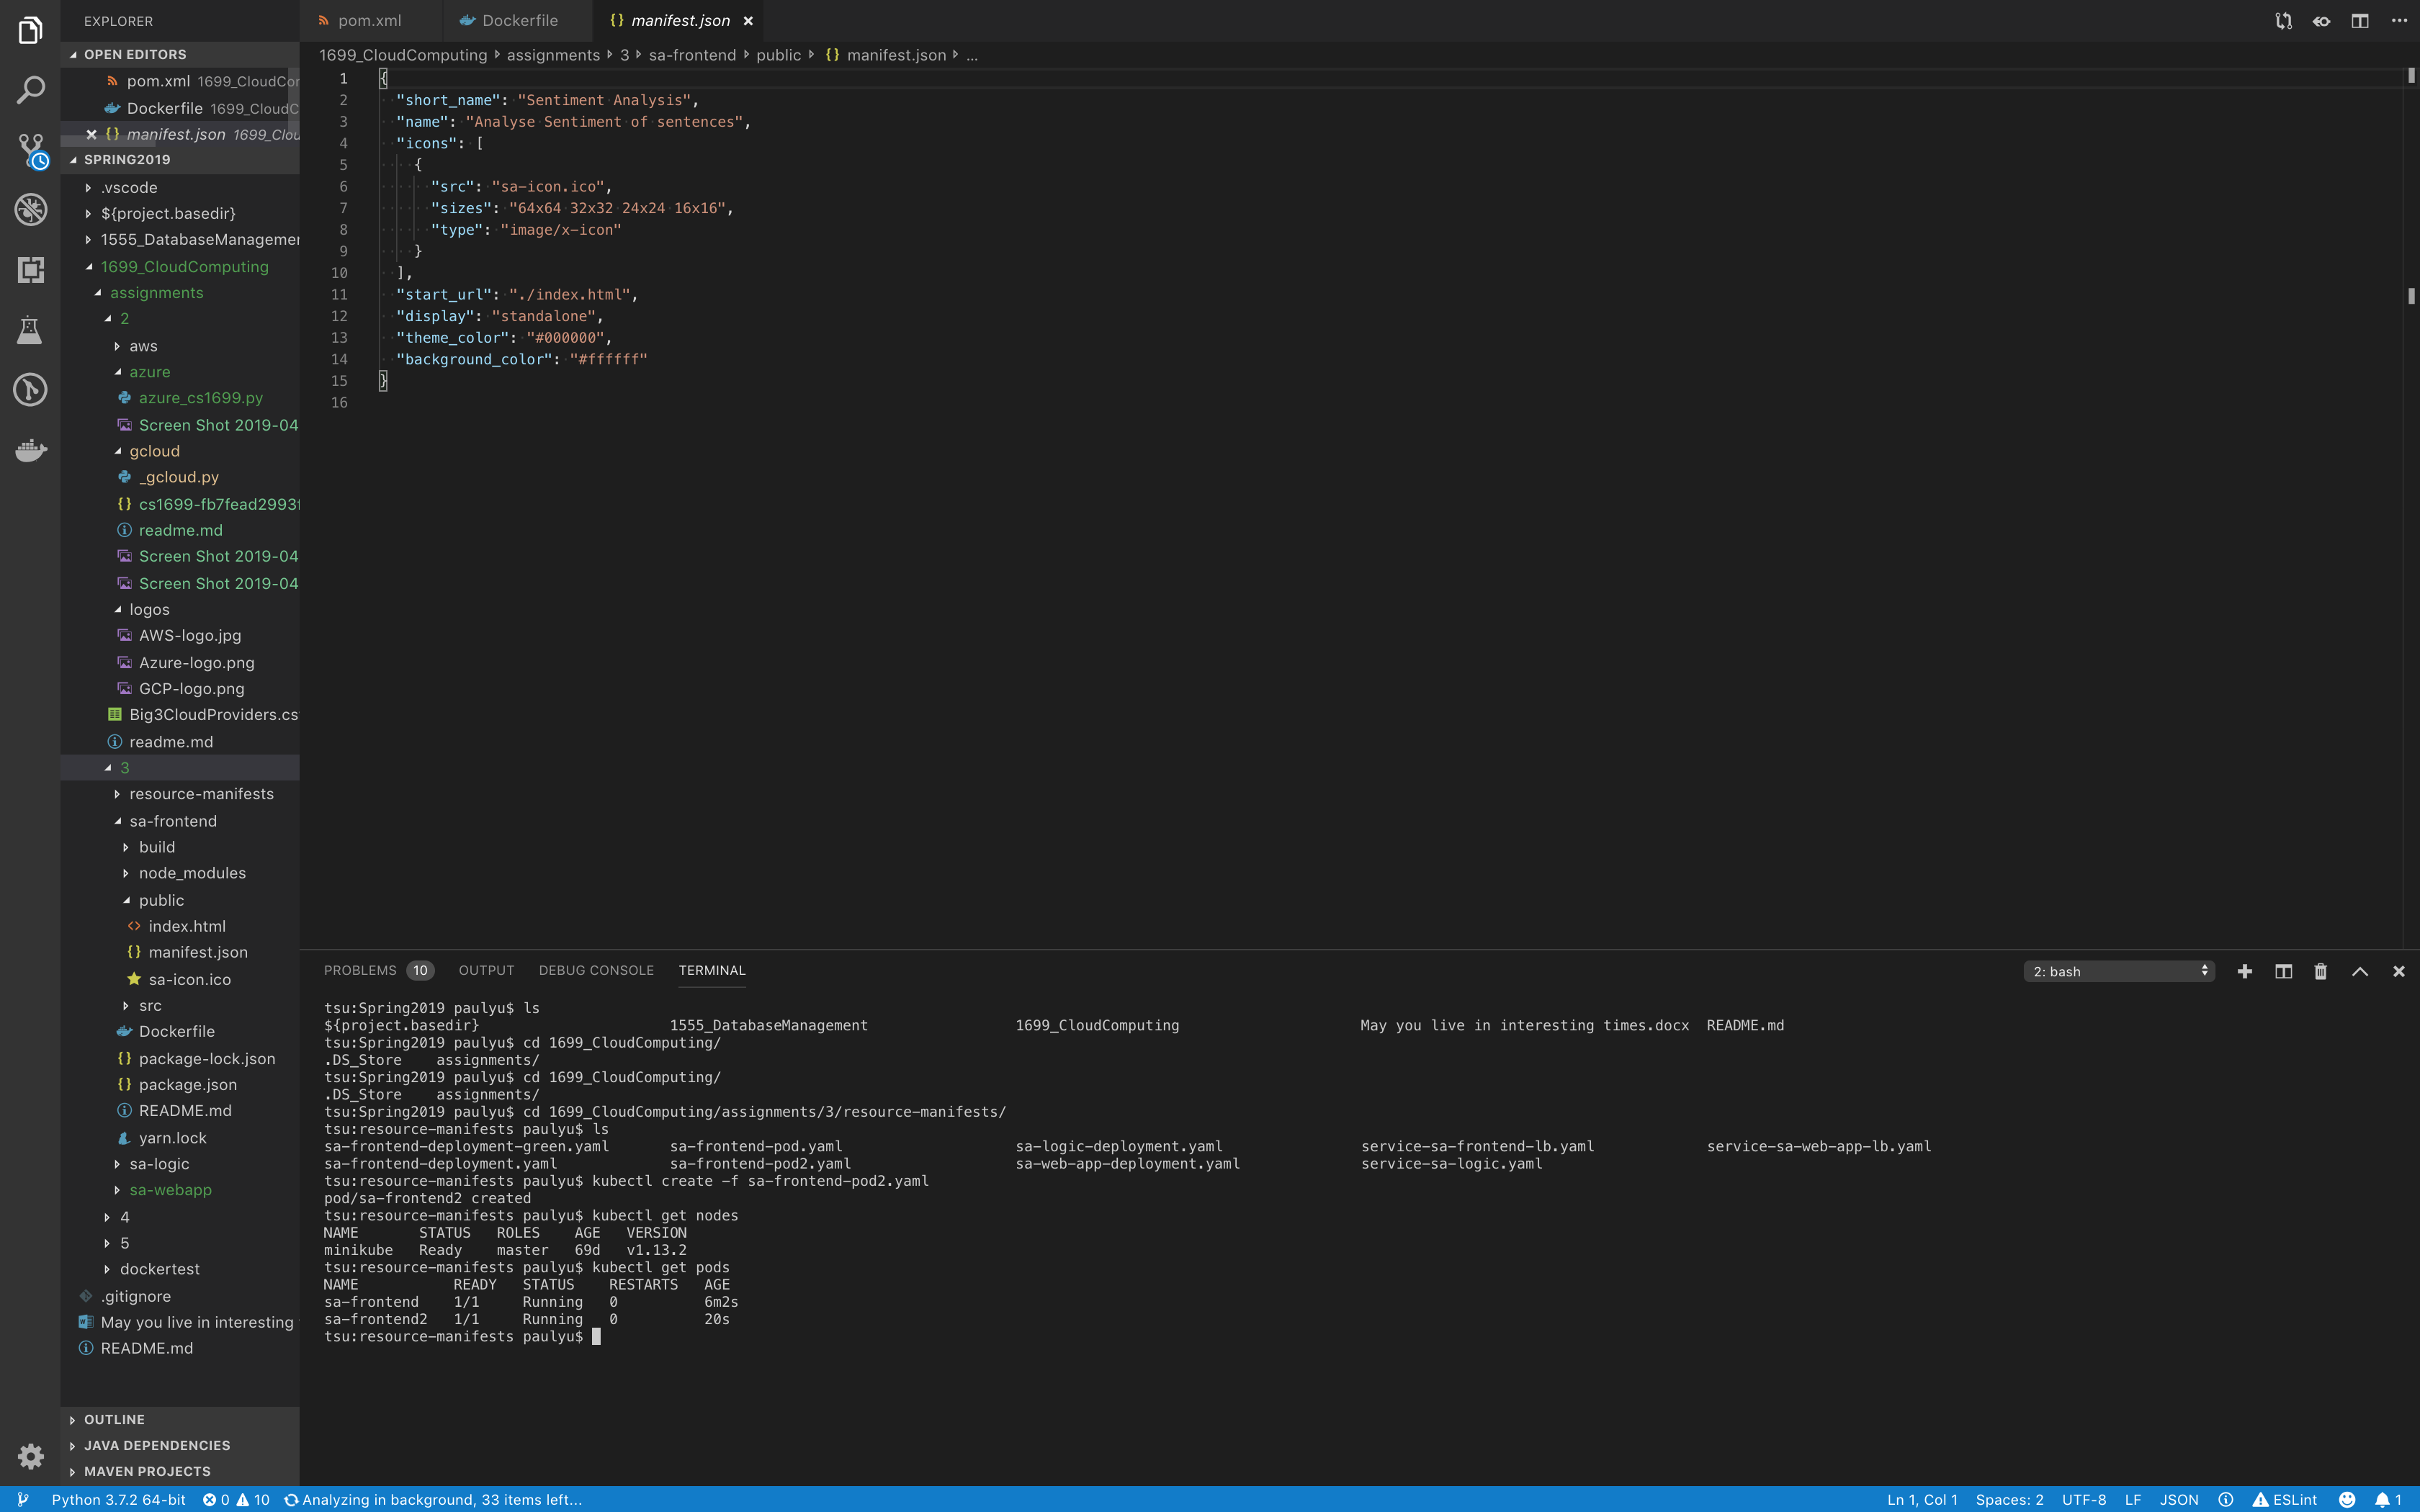 EXPLORER
OPEN EDITORS
pom.xml 1699_CloudCor
Dockerfile 1699_CloudC
manifest.json 1699_Clou
SPRING2019
.vscode
${project.basedir}
1555_DatabaseManagemer
1699_CloudComputing
assignments
2
aws
azure
azure_cs1699.py
Screen Shot 2019-04
gcloud
_gcloud.py
cs1699-fb7fead2993f
readme.md
Screen Shot 2019-04
Screen Shot 2019-04
logos
AWS-logo.jpg
Azure-logo.png
GCP-logo.png
Big3CloudProviders.cs
readme.md
3
resource-manifests
sa-frontend
build
node_modules
public
index.html
manifest.json
sa-icon.ico
src
Dockerfile
package-lock.json
package.json
README.md
yarn.lock
sa-logic
sa-webapp
4
5
dockertest
.gitignore
May you live in interesting
README.md
OUTLINE
JAVA DEPENDENCIES
MAVEN PROJECTS
pom.xml Dockerfile {} manifest.json
1699_CloudComputing assignments 3 sa-frontend public {} manifest.json ...
1 {
2 "short_name": "Sentiment Analysis",
3 "name": "Analyse Sentiment of sentences",
4 "icons": [
5 {
6 "src": "sa-icon.ico",
7 "sizes": "64x64 32x32 24x24 16x16",
8 "type": "image/x-icon"
9 }
10 ],
11 "start_url": "./index.html",
12 "display": "standalone",
13 "theme_color": "#000000",
14 "background_color": "#ffffff"
15 }
16
PROBLEMS 10 OUTPUT DEBUG CONSOLE TERMINAL 2: bash
tsu:Spring2019 paulyu$ ls
${project.basedir} 1555_DatabaseManagement 1699_CloudComputing May you live in interesting times.docx README.md
tsu:Spring2019 paulyu$ cd 1699_CloudComputing/
.DS_Store assignments/
tsu:Spring2019 paulyu$ cd 1699_CloudComputing/
.DS_Store assignments/
tsu:Spring2019 paulyu$ cd 1699_CloudComputing/assignments/3/resource-manifests/
tsu:resource-manifests paulyu$ ls
sa-frontend-deployment-green.yaml sa-frontend-pod.yaml sa-logic-deployment.yaml service-sa-frontend-lb.yaml service-sa-web-app-lb.yaml
sa-frontend-deployment.yaml sa-frontend-pod2.yaml sa-web-app-deployment.yaml service-sa-logic.yaml
tsu:resource-manifests paulyu$ kubectl create -f sa-frontend-pod2.yaml
pod/sa-frontend2 created
tsu:resource-manifests paulyu$ kubectl get nodes
NAME STATUS ROLES AGE VERSION
minikube Ready master 69d v1.13.2
tsu:resource-manifests paulyu$ kubectl get pods
NAME READY STATUS RESTARTS AGE
sa-frontend 1/1 Running 0 6m2s
sa-frontend2 1/1 Running 0 20s
tsu:resource-manifests paulyu$
Python 3.7.2 64-bit 0 10 Analyzing in background, 33 items left... Ln 1, Col 1 Spaces: 2 UTF-8 LF JSON ESLint 1